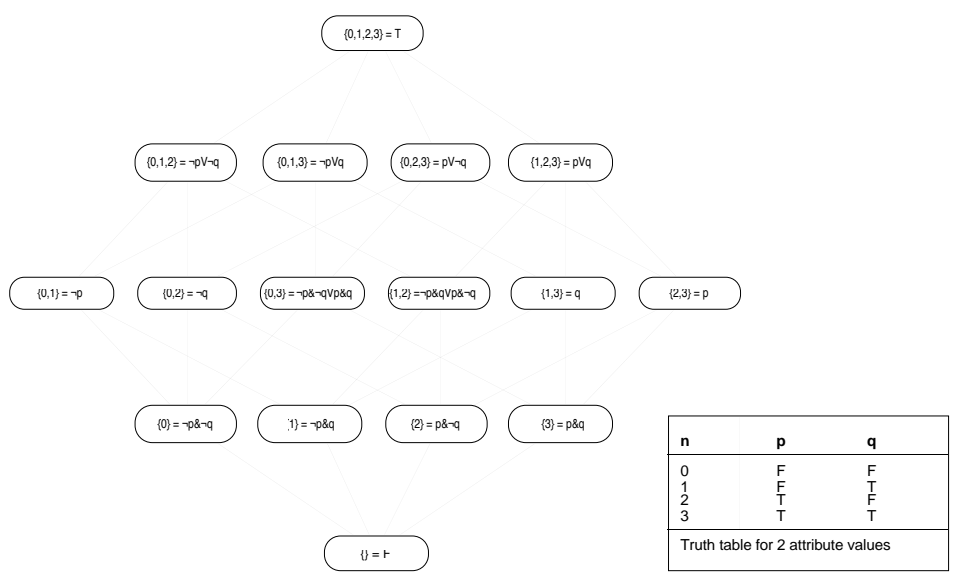 {0,1,2,3} = T
{0,1,2} = ¬pV¬q
{0,1,3} = ¬pVq
{0,2,3} = pV¬q
{1,2,3} = pVq
{0,1} = ¬p
{0,2} = ¬q
{0,3} = ¬p&¬qVp&q
{1,2} =¬p&qVp&¬q
{1,3} = q
{2,3} = p
{0} = ¬p&¬q
{1} = ¬p&q
{2} = p&¬q
{3} = p&q
{} = F
n p q
0 F F
1 F T
2 T F
3 T T
Truth table for 2 attribute values